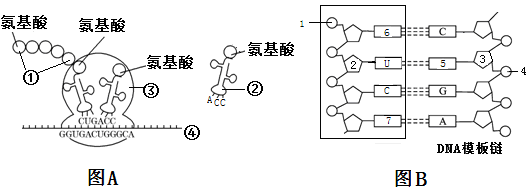 氨基酸
氨基酸
氨基酸
氨基酸
①
②
③
④
ACC
CUGACC
GGUGACUGGGCA
图A
1
6 C
2 U 5 3
4
C G
7 A
DNA模板链
图B